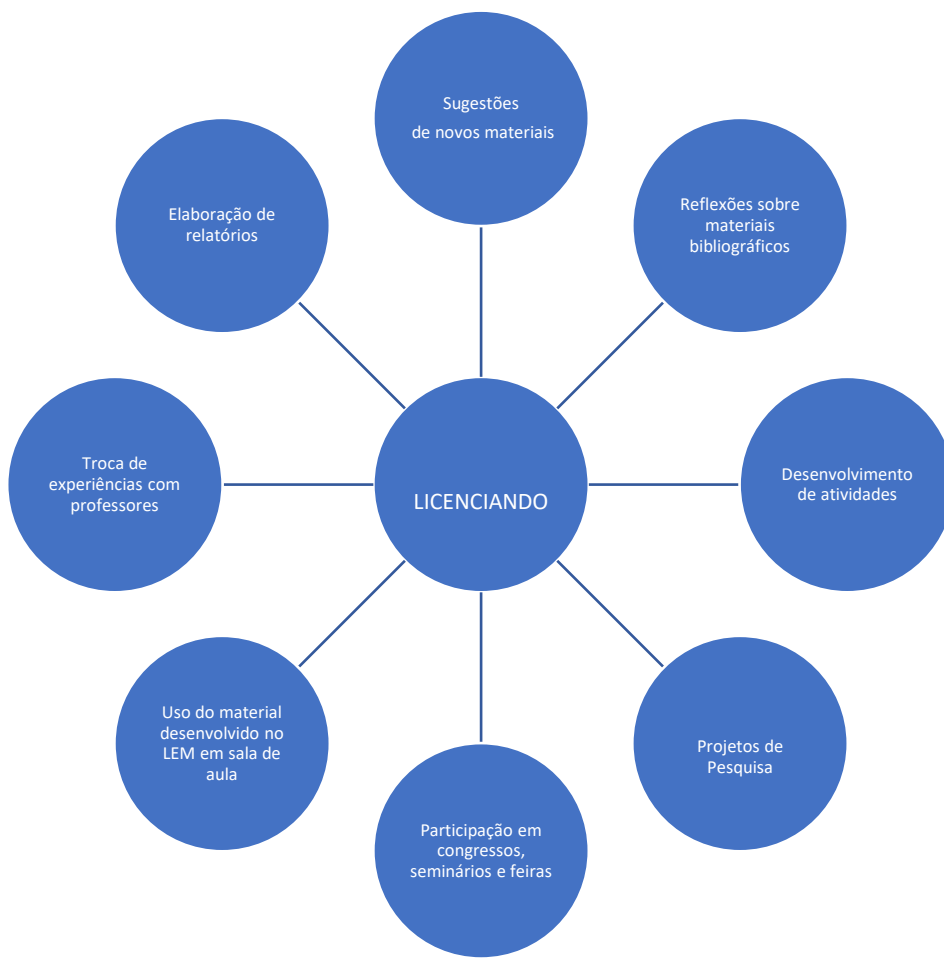 Sugestões
de novos materiais
Reflexões sobre
materiais
bibliográficos
Desenvolvimento
de atividades
Projetos de
Pesquisa
Participação em
congressos,
seminários e feiras
Uso do material
desenvolvido no
LEM em sala de
aula
Troca de
experiências com
professores
Elaboração de
relatórios
LICENCIANDO